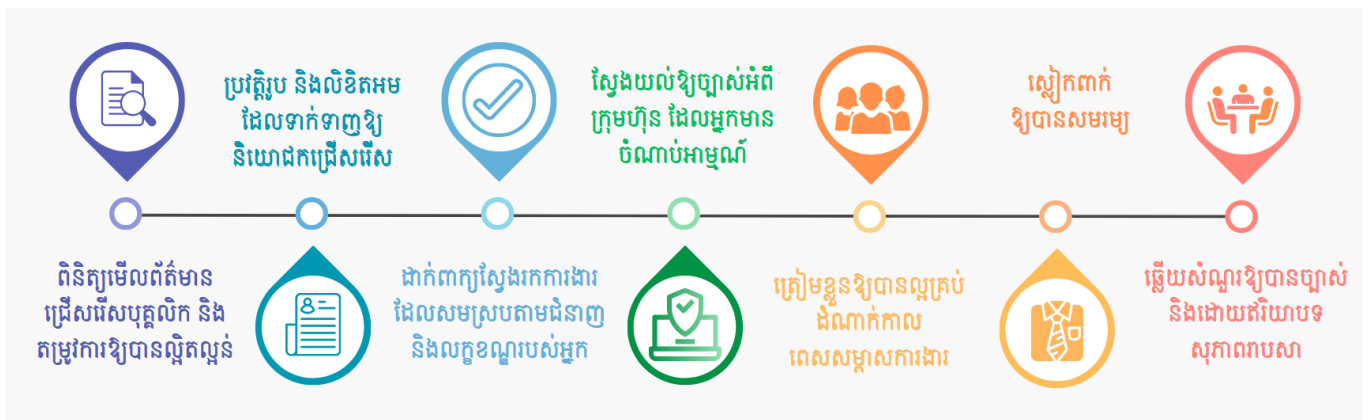 ពិនិត្យមើលព័ត៌មាន
ជ្រើសរើសបុគ្គលិក និង
តម្រូវការឱ្យបានល្អិតល្អន់
ប្រវត្តិរូប និងលិខិតអម
ដែលទាក់ទាញឱ្យ
និយោជកជ្រើសរើស
ដាក់ពាក្យស្វែងរកការងារ
ដែលសមស្របតាមជំនាញ
និងលក្ខខណ្ឌរបស់អ្នក
ស្វែងយល់ឱ្យច្បាស់អំពី
ក្រុមហ៊ុន ដែលអ្នកមាន
ចំណាប់អាម្មណ៍
ត្រៀមខ្លួនឱ្យបានល្អគ្រប់
ដំណាក់កាល
ពេលសម្ភាសការងារ
ស្លៀកពាក់
ឱ្យបានសមរម្យ
ឆ្លើយសំណួរឱ្យបានច្បាស់
និងដោយឥរិយាបទ
សុភាពរាបសា